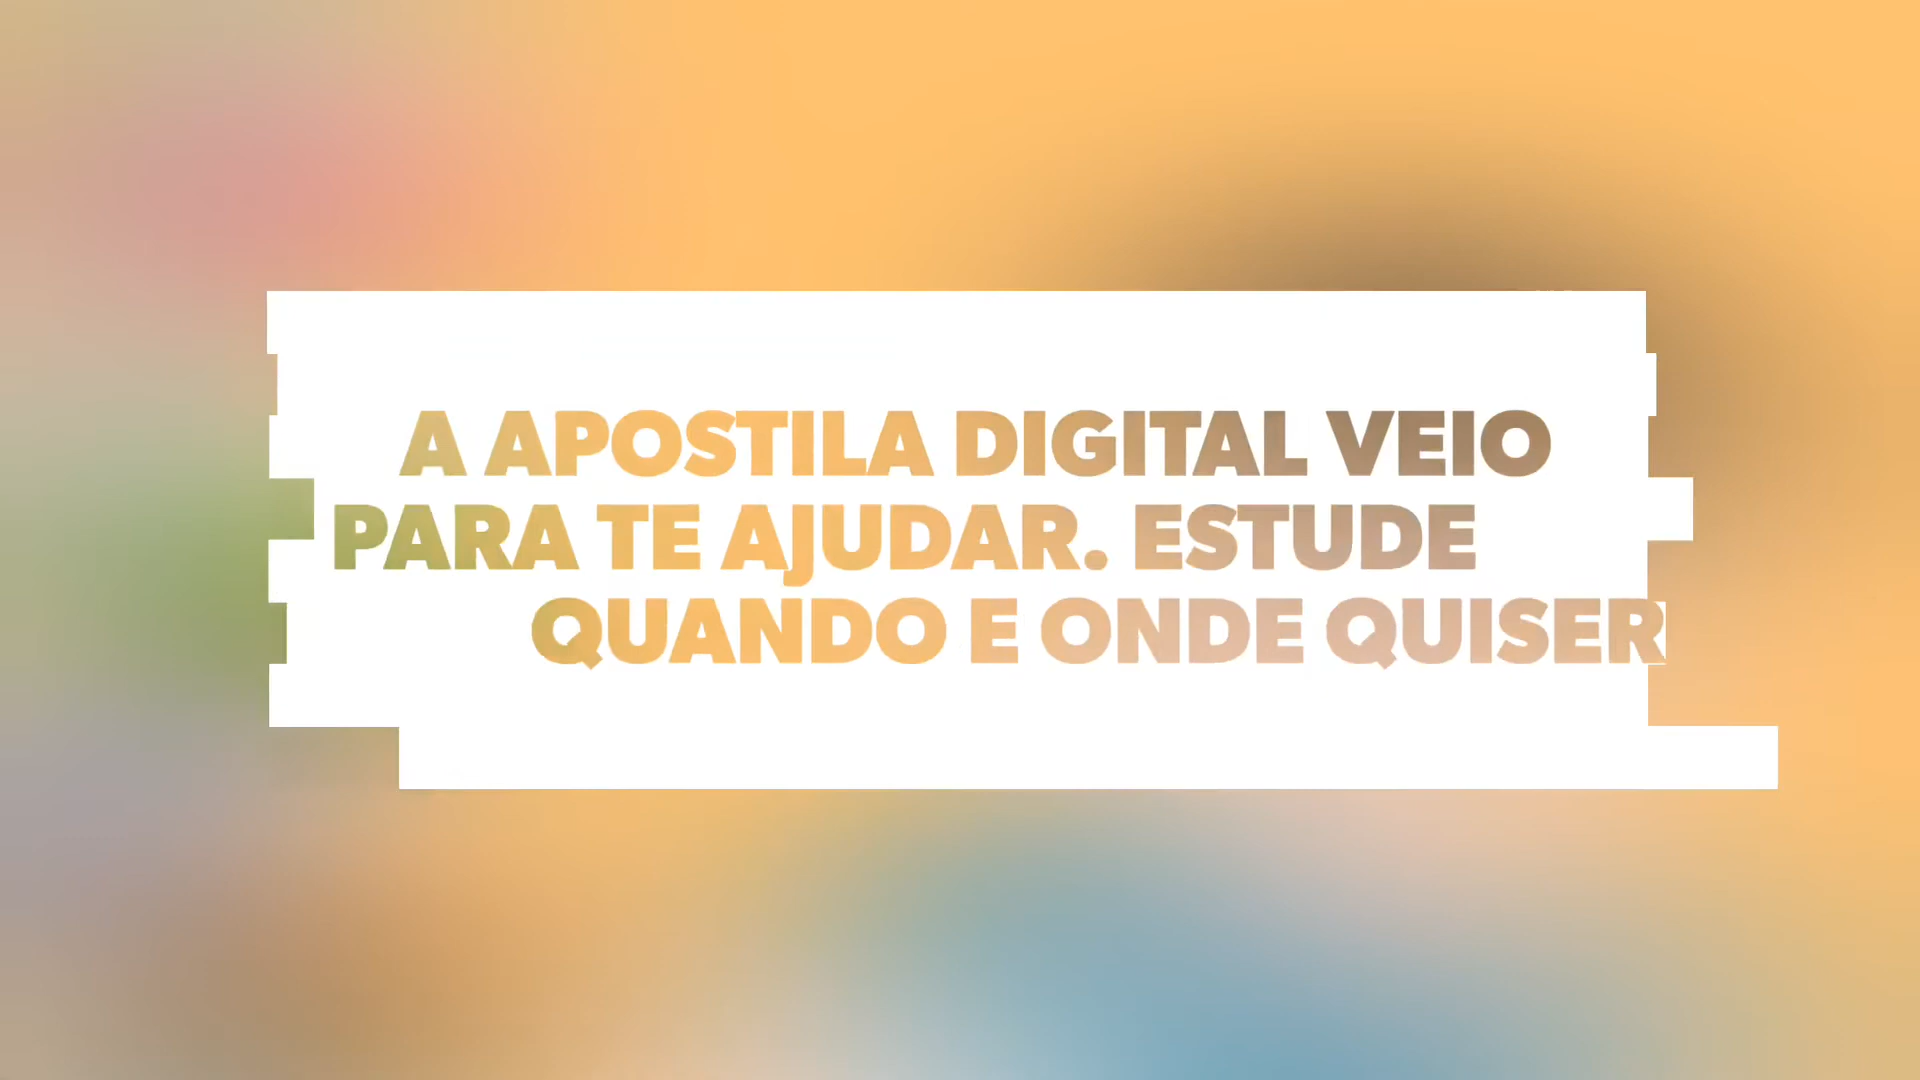 A APOSTILA DIGITAL VEIO
PARA TE AJUDAR. ESTUDE
QUANDO E ONDE QUISER